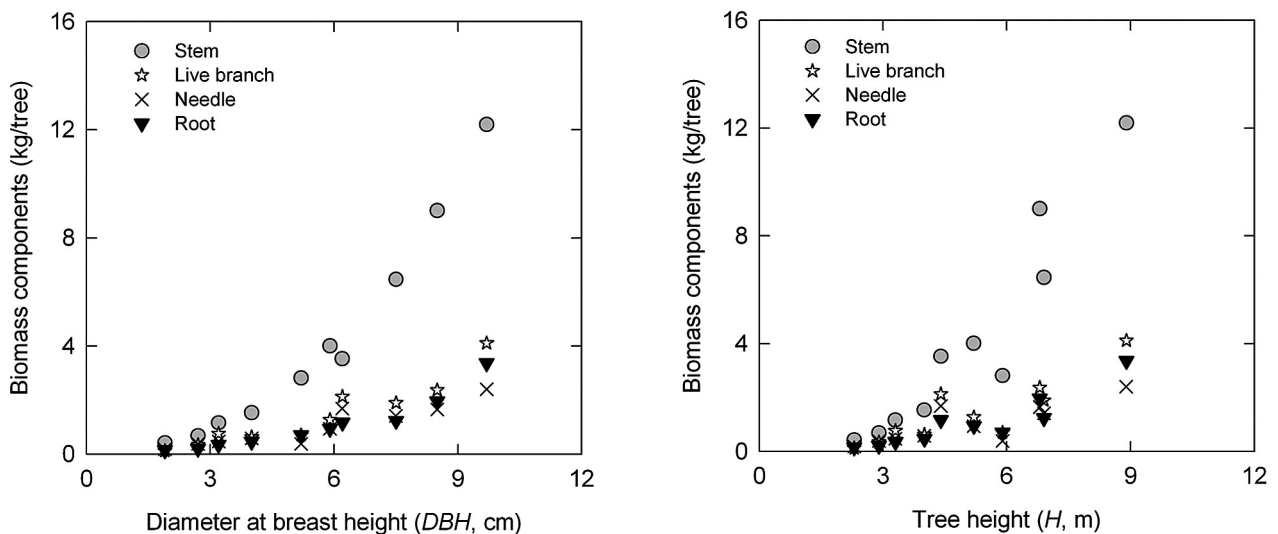 16
12
8
4
0
Biomass components (kg/tree)
Stem
Live branch
Needle
Root
0 3 6 9 12
Diameter at breast height (DBH, cm)
16
12
8
4
0
Biomass components (kg/tree)
Stem
Live branch
Needle
Root
0 3 6 9 12
Tree height (H, m)